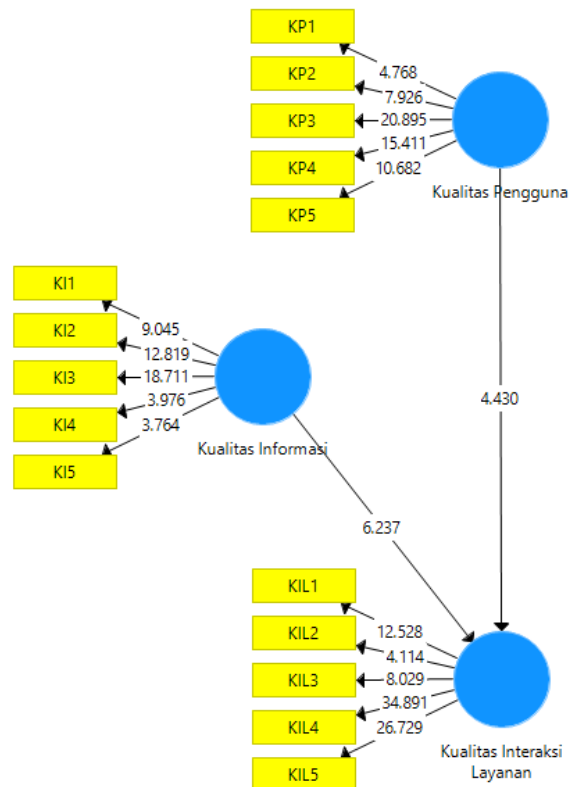 KP1
KP2
KP3
KP4
KP5
4.768
7.926
20.895
15.411
10.682
Kualitas Pengguna
KI1
KI2
KI3
KI4
KI5
9.045
12.819
18.711
3.976
3.764
Kualitas Informasi
4.430
6.237
KIL1
KIL2
KIL3
KIL4
KIL5
12.528
4.114
8.029
34.891
26.729
Kualitas Interaksi
Layanan